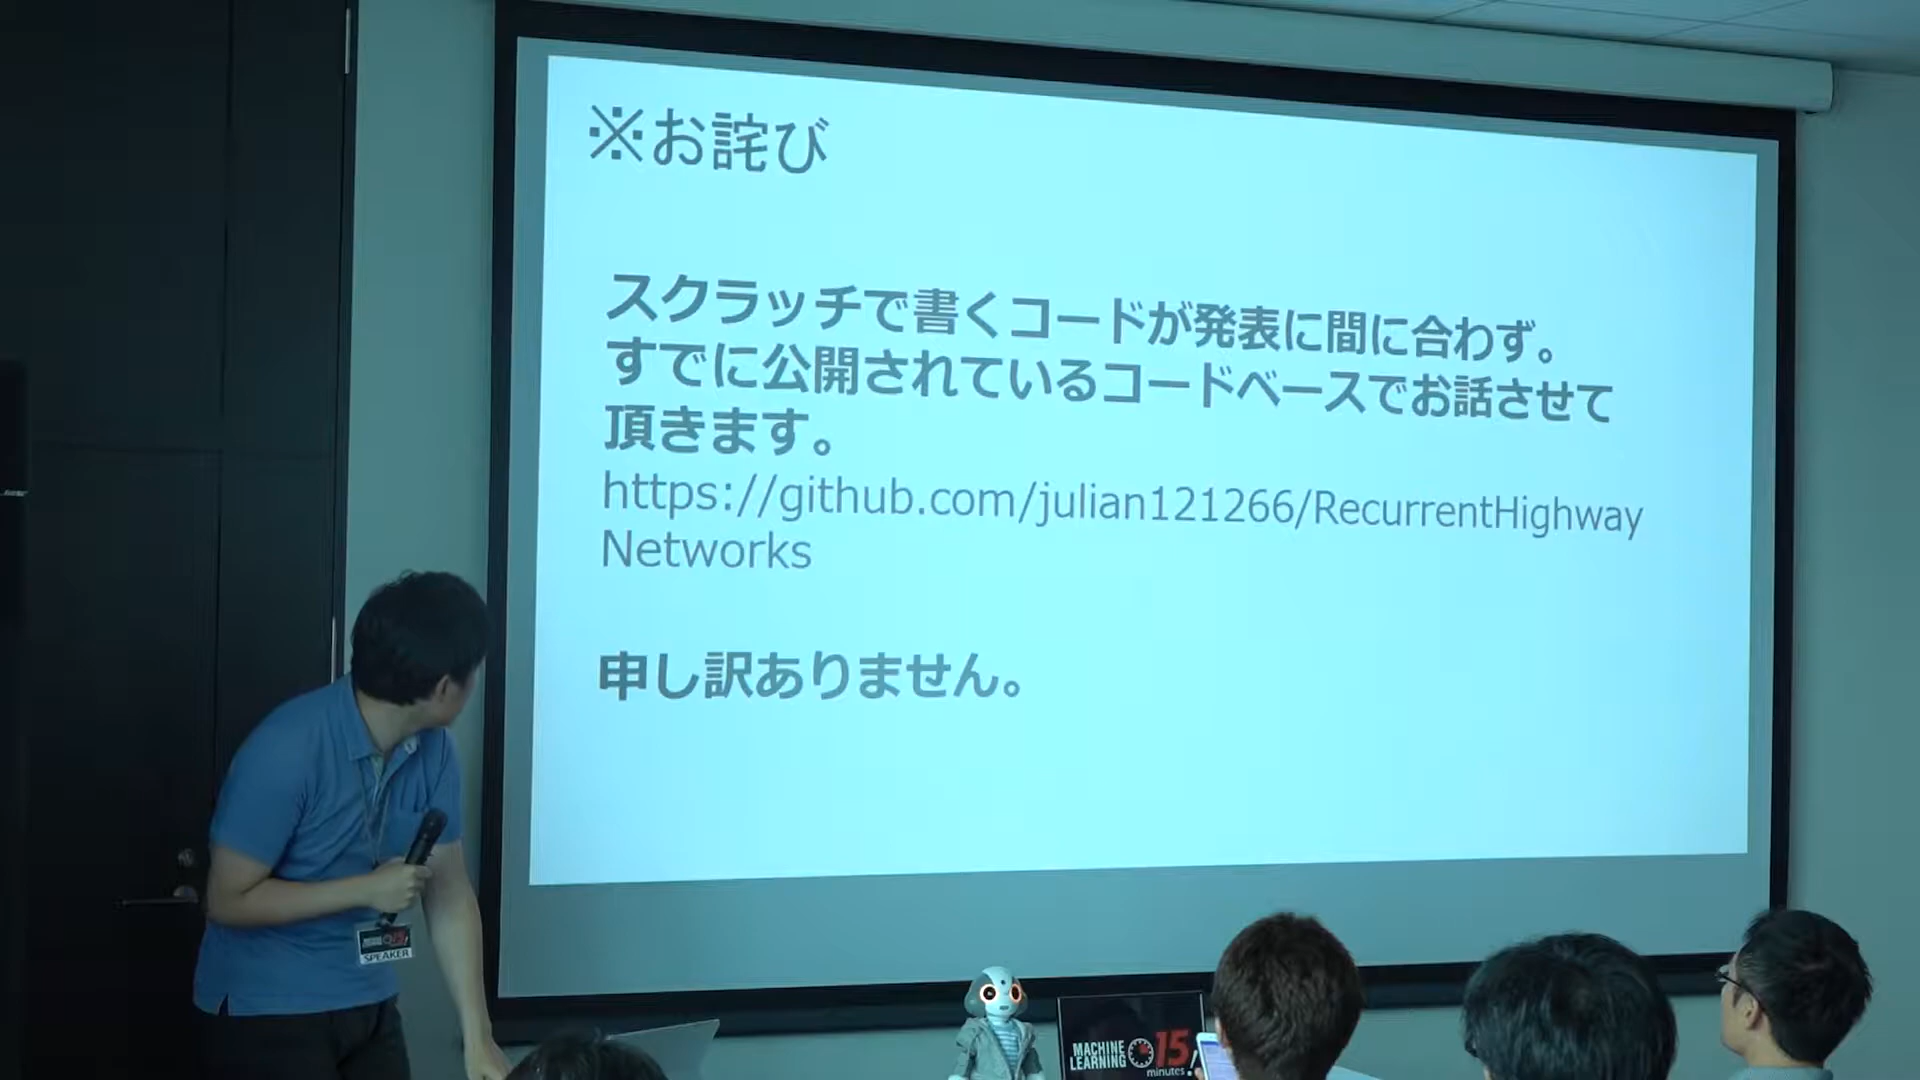 ※お詫び
スクラッチで書くコードが発表に間に合わず。
すでに公開されているコードベースでお話させて
頂きます。
https://github.com/julian121266/RecurrentHighway
Networks
申し訳ありません。
SPEAKER
MACHINE
LEARNING
15
minutes!